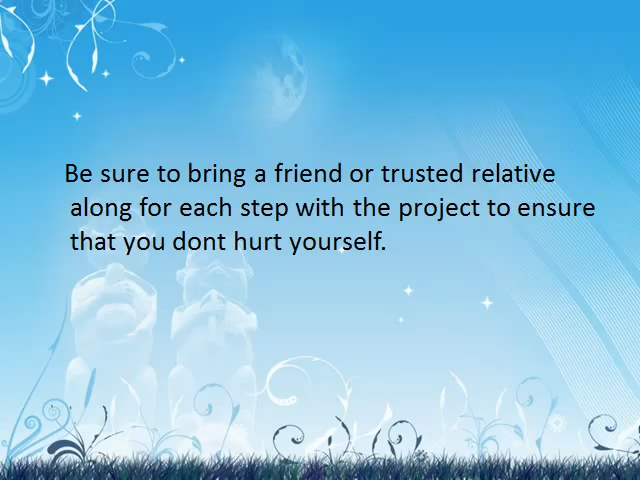 Be sure to bring a friend or trusted relative
along for each step with the project to ensure
that you dont hurt yourself.